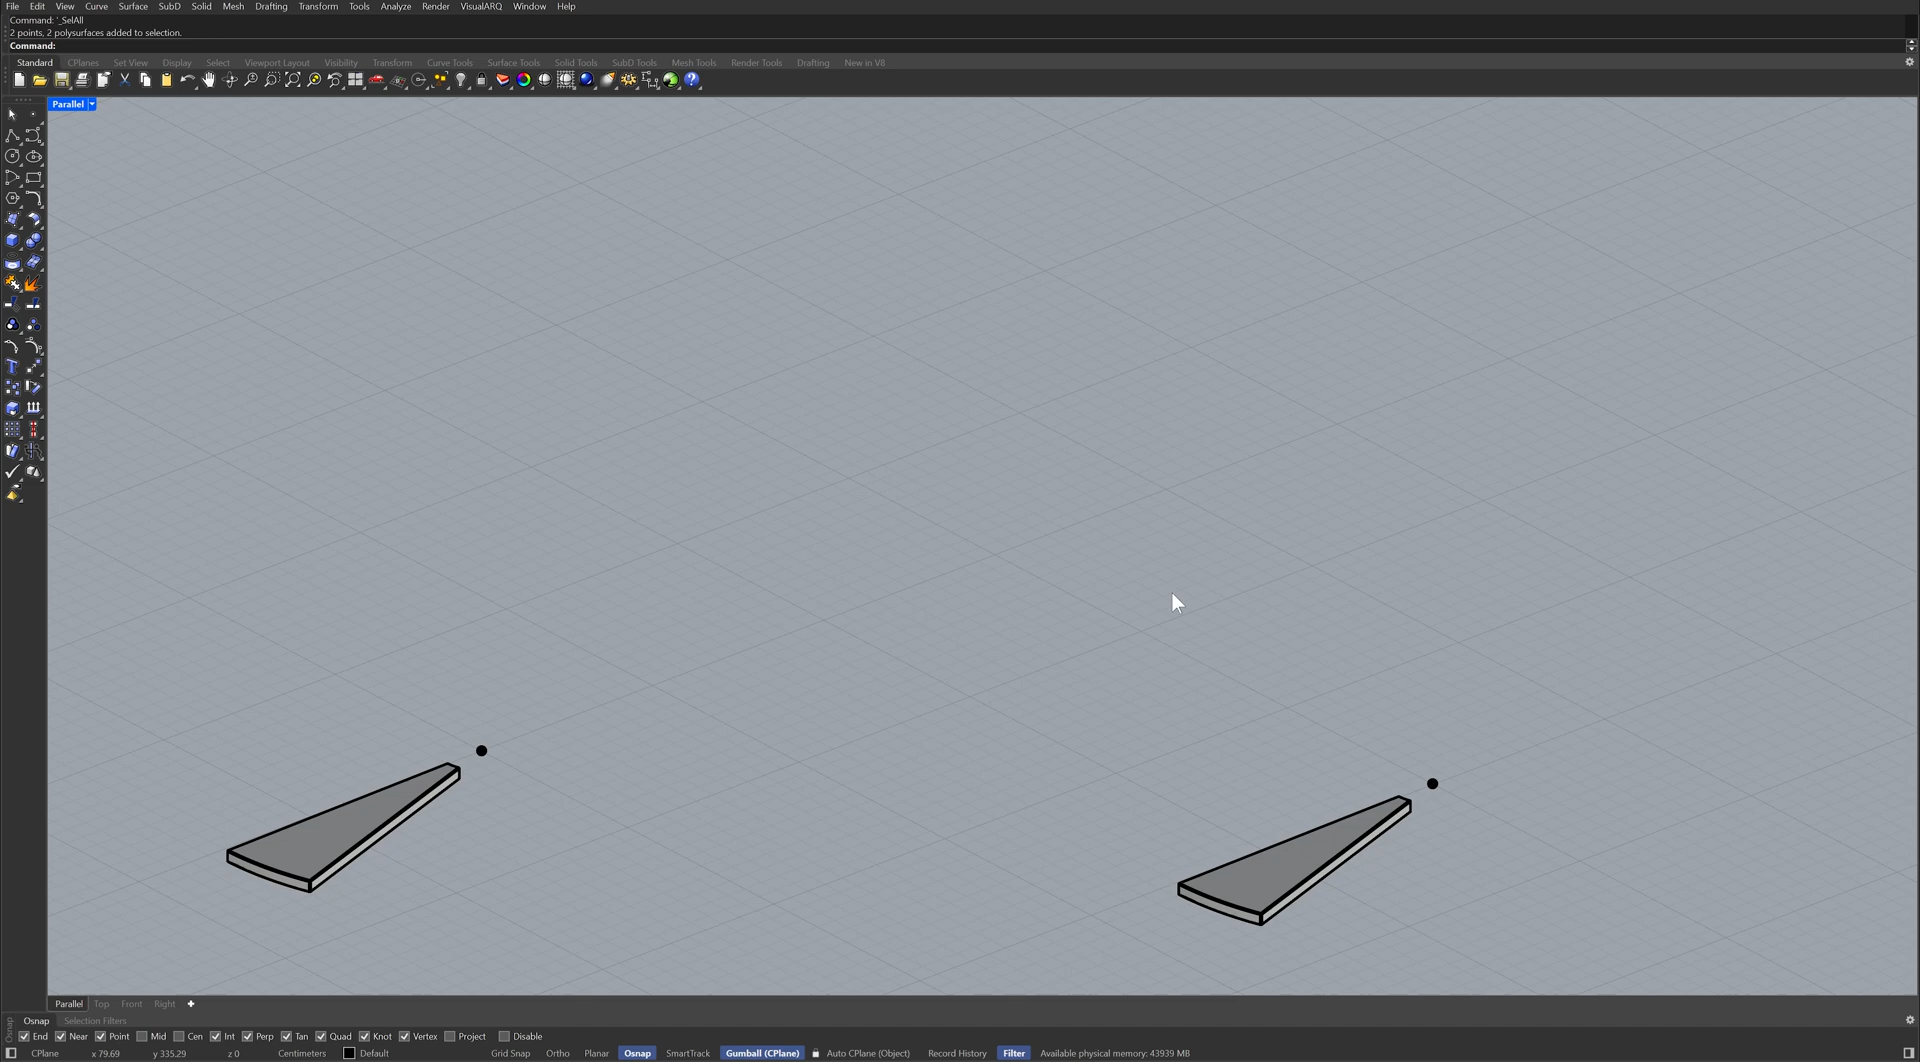 File Edit View Curve Surface SubD Solid Mesh Drafting Transform Tools Analyze Render VisualARQ Window Help
Command: '_SelAll
2 points, 2 polysurfaces added to selection.
Command:
Standard CPlanes Set View Display Select Viewport Layout Visibility Transform Curve Tools Surface Tools Solid Tools SubD Tools Mesh Tools Render Tools Drafting New in V8
Parallel
Parallel Top Front Right
Osnap Selection Filters
Osnap
End Near Point Mid Cen Int Perp Tan Quad Knot Vertex Project Disable
CPlane x 79.69 y 335.29 z 0 Centimeters Default Grid Snap Ortho Planar Osnap SmartTrack Gumball (CPlane) Auto CPlane (Object) Record History Filter Available physical memory: 43939 MB